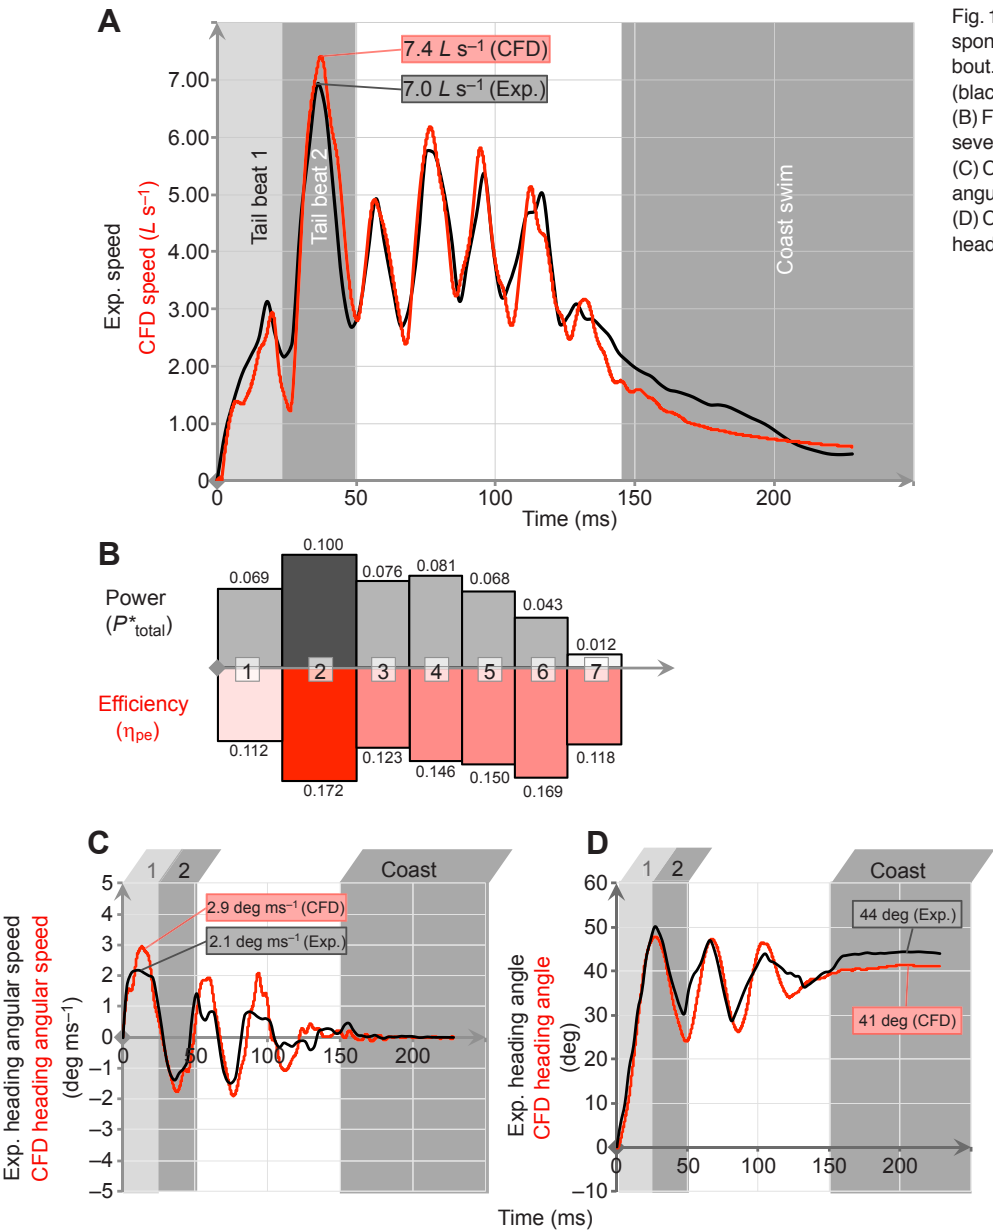 A
Fig. 1
spon
bout.
(blac
(B) F
seve
(C) C
angu
(D) C
head
7.4 L s–1 (CFD)
7.0 L s–1 (Exp.)
7.00
6.00
5.00
4.00
3.00
2.00
1.00
0
Exp. speed
CFD speed (L s–1)
Tail beat 1
Tail beat 2
Coast swim
0 50 100 150 200
Time (ms)
B
Power
(P*total)
0.069
0.100
0.076
0.081
0.068
0.043
0.012
1 2 3 4 5 6 7
Efficiency
(ηpe)
0.112
0.172
0.123
0.146
0.150
0.169
0.118
C
1 2 Coast
Exp. heading angular speed
CFD heading angular speed
(deg ms–1)
5
4
3
2
1
0
–1
–2
–3
–4
–5
2.9 deg ms–1 (CFD)
2.1 deg ms–1 (Exp.)
0 50 100 150 200
D
1 2 Coast
Exp. heading angle
CFD heading angle
(deg)
60
50
40
30
20
10
0
–10
44 deg (Exp.)
41 deg (CFD)
0 50 100 150 200
Time (ms)